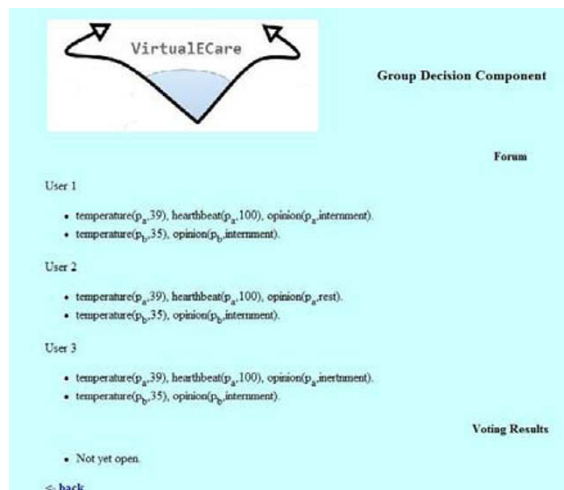 VirtualECare
Group Decision Component
Forum
User 1
• temperature(pa,39), hearthbeat(pa,100), opinion(pa,internment).
• temperature(pb,35), opinion(pb,internment).
User 2
• temperature(pa,39), hearthbeat(pa,100), opinion(pa,rest).
• temperature(pb,35), opinion(pb,internment).
User 3
• temperature(pa,39), hearthbeat(pa,100), opinion(pa,inertnment).
• temperature(pb,35), opinion(pb,internment).
Voting Results
• Not yet open.
<- back